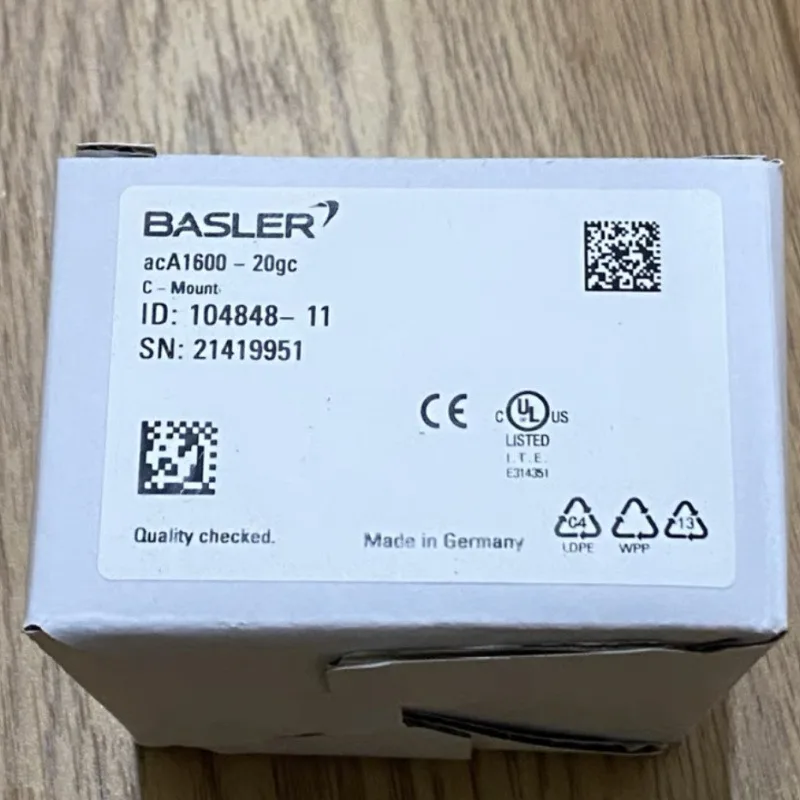 BASLER
acA1600 - 20gc
C - Mount
ID: 104848- 11
SN: 21419951
CE
C UL US
LISTED
I.T.E.
E314351
Quality checked.
Made in Germany
04
LDPE
WPP
13